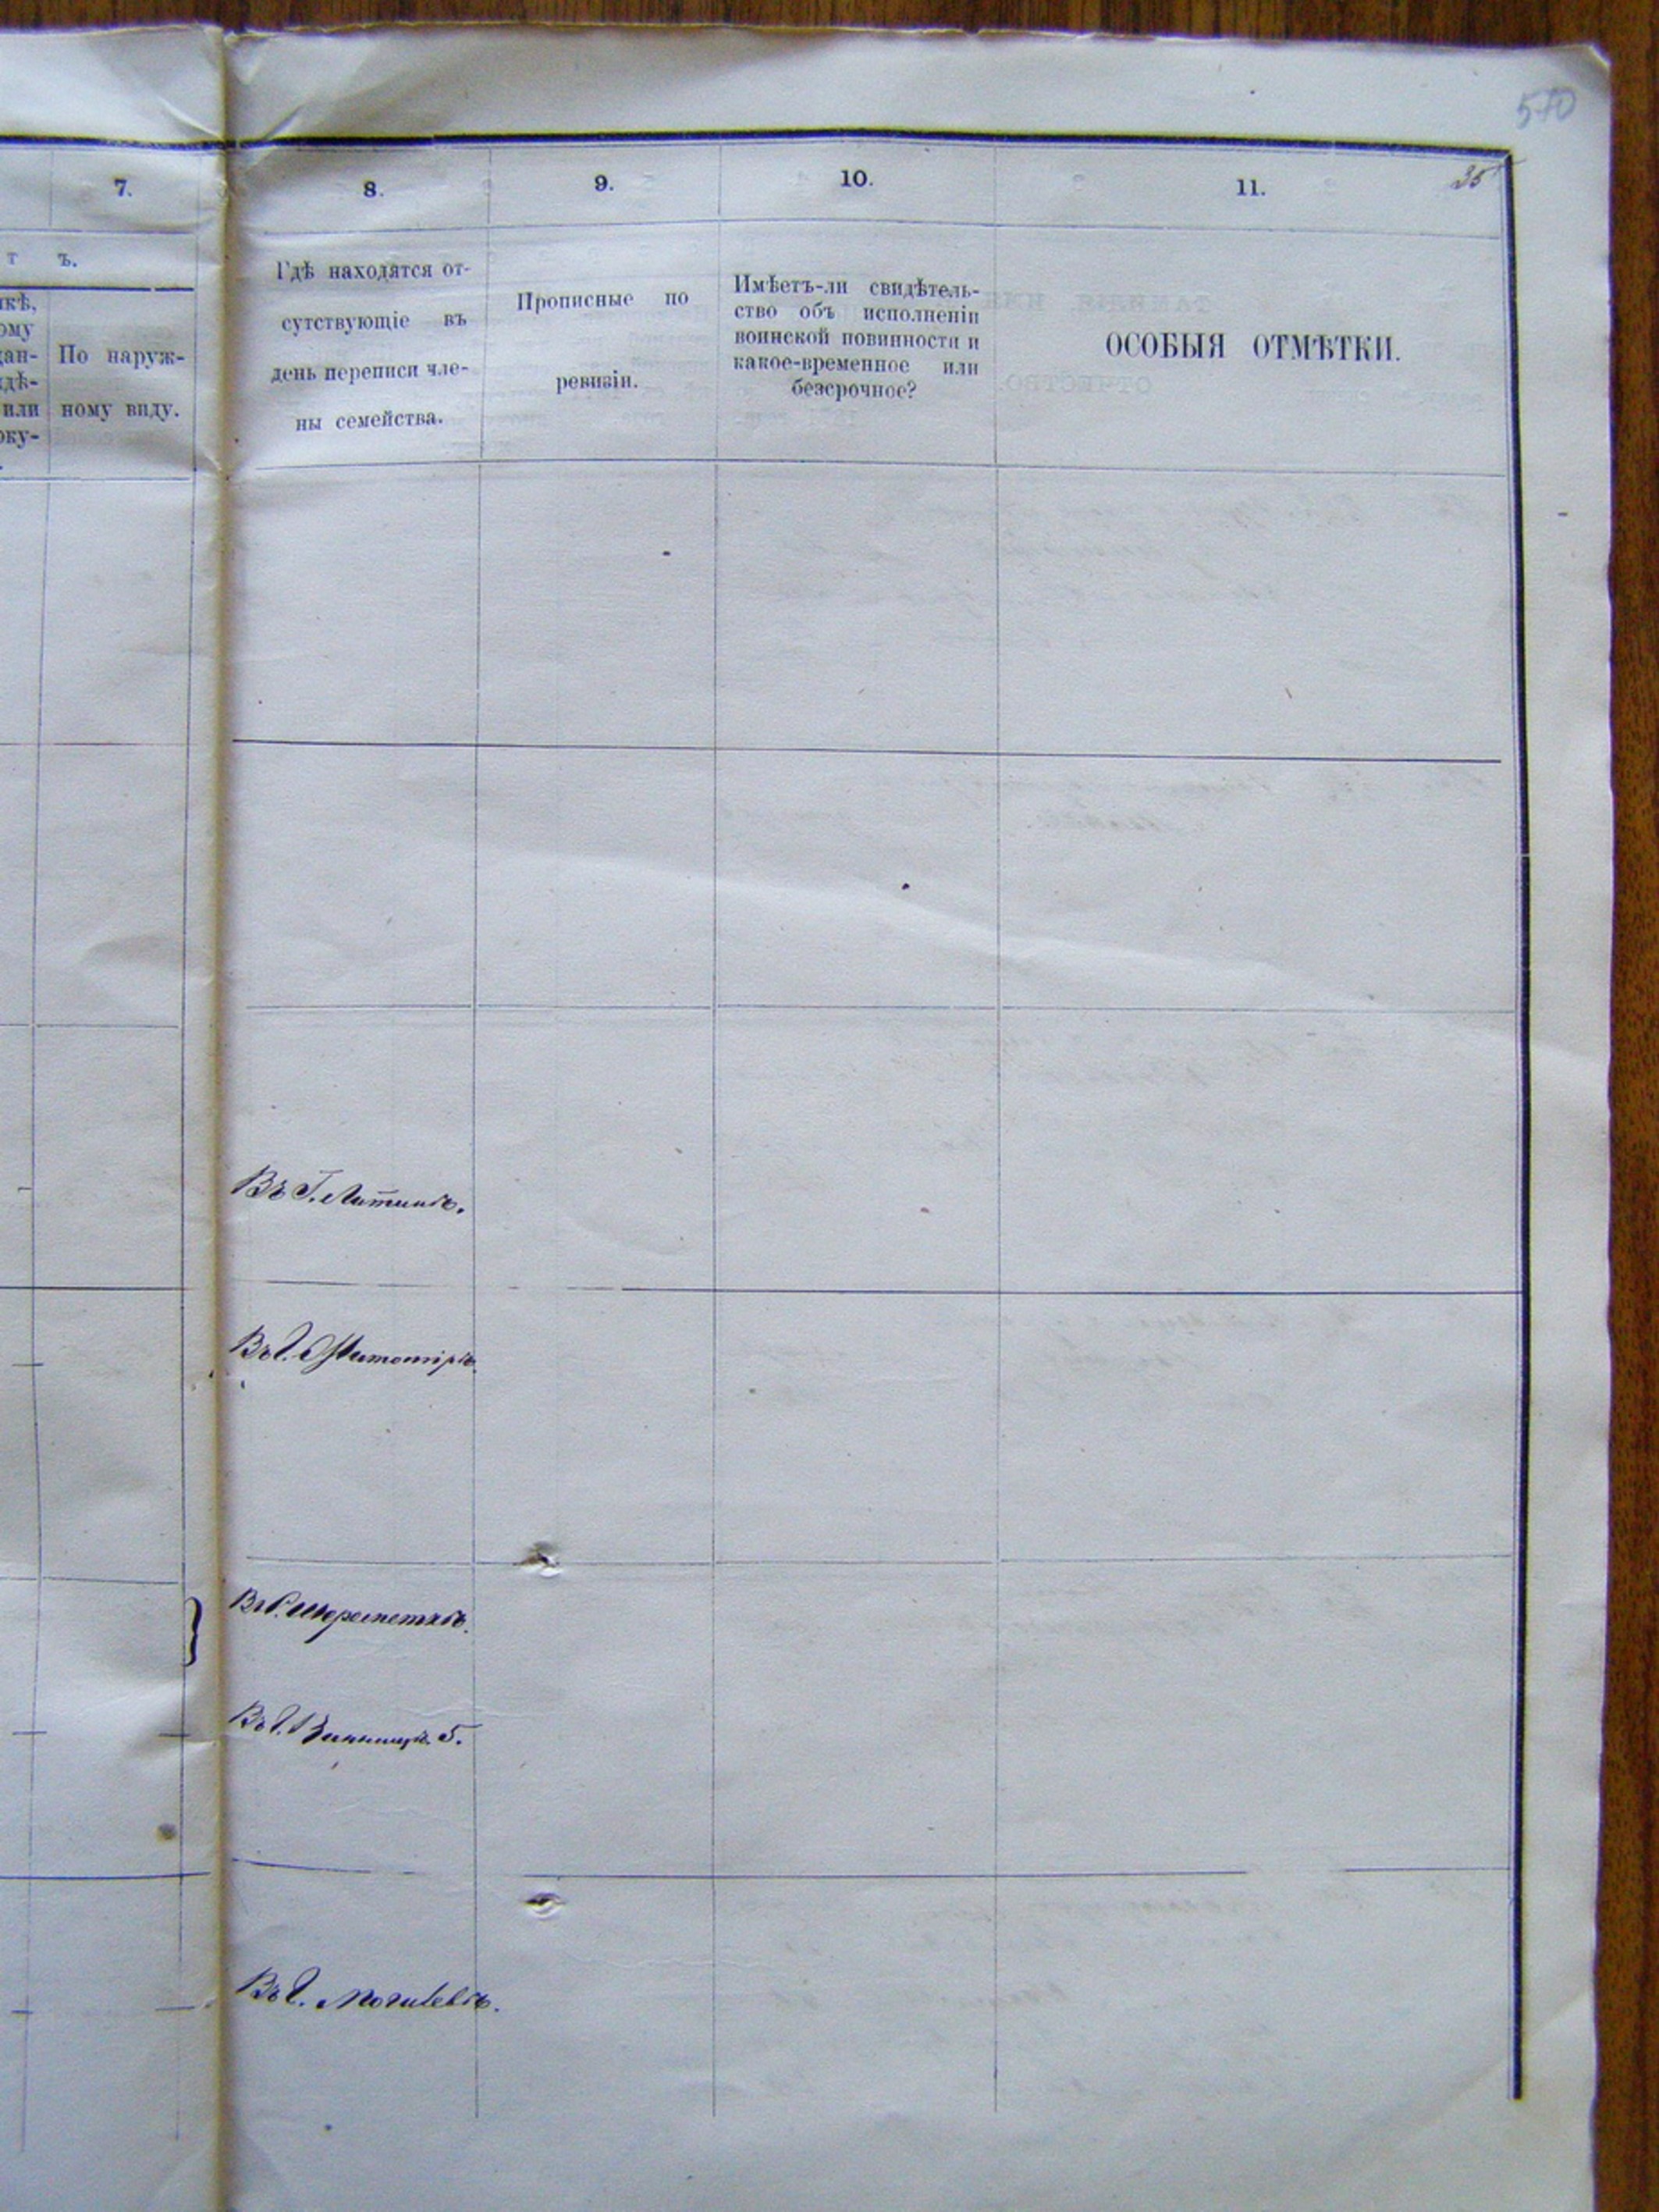 570
35
7.
8.
9.
10.
11.
т ъ.
По наруж-
ному виду.
Гдѣ находятся от-
сутствующіе въ
день переписи чле-
ны семейства.
Прописные по
ревизіи.
Имѣетъ-ли свидѣтель-
ство объ исполненіи
воинской повинности и
какое-временное или
безсрочное?
ОСОБЫЯ ОТМѢТКИ.
Въ Г. Литинѣ.
Въ Г. Житомірѣ.
Въ Шереметкѣ.
Въ Г. Винницѣ. 5.
Въ Г. Могилевѣ.